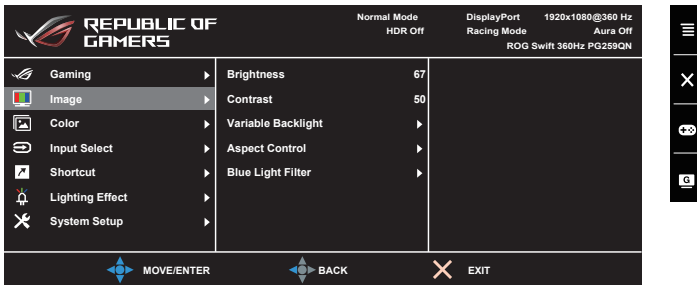 REPUBLIC OF
GAMERS
Normal Mode
HDR Off
DisplayPort 1920x1080@360 Hz
Racing Mode Aura Off
ROG Swift 360Hz PG259QN
Gaming
Image
Color
Input Select
Shortcut
Lighting Effect
System Setup
Brightness 67
Contrast 50
Variable Backlight
Aspect Control
Blue Light Filter
MOVE/ENTER BACK EXIT
G